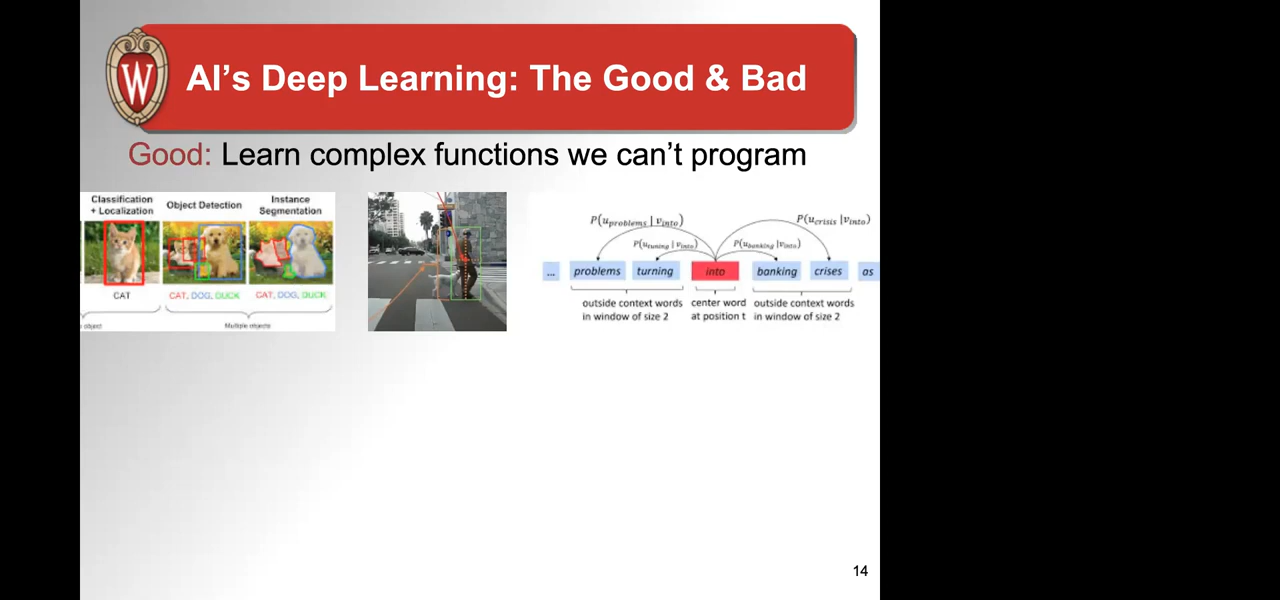 W
AI's Deep Learning: The Good & Bad
Good: Learn complex functions we can't program
Classification
+ Localization
Object Detection
Instance
Segmentation
CAT
CAT, DOG, DUCK
CAT, DOG, DUCK
object
Multiple objects
P(u_problems | v_into)
P(u_crisis | v_into)
P(u_tuning | v_into)
P(u_banking | v_into)
... problems turning into banking crises as
outside context words
in window of size 2
center word
at position t
outside context words
in window of size 2
14